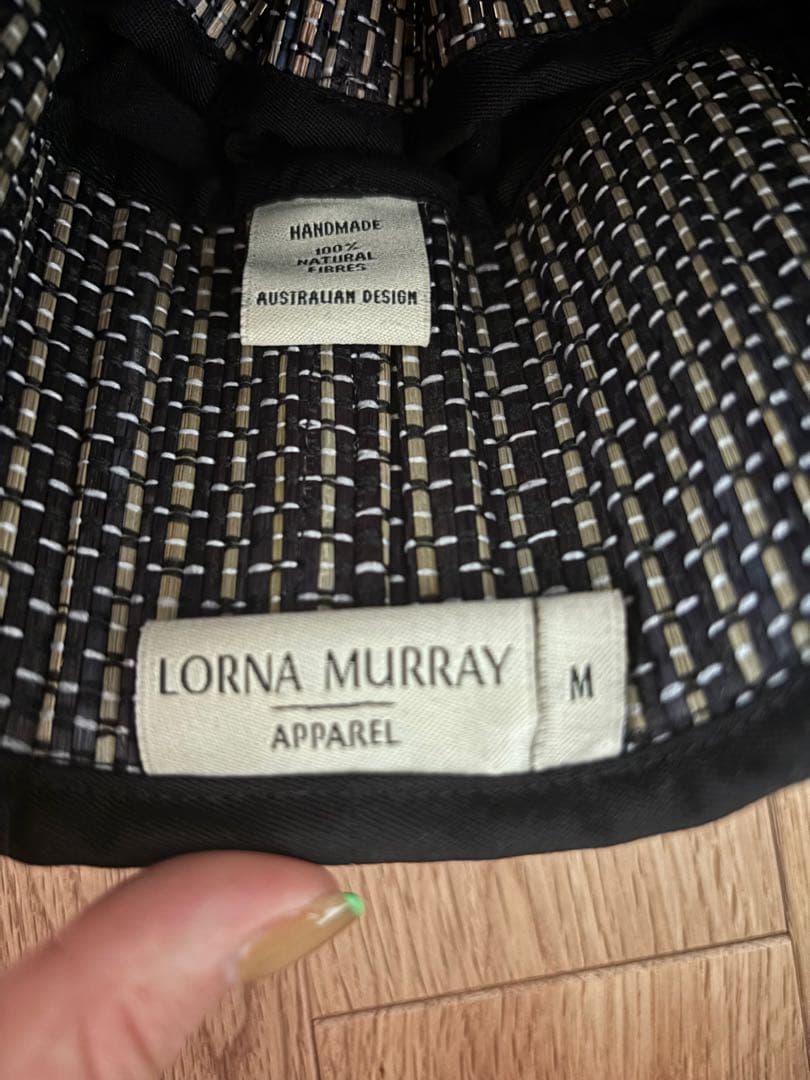 HANDMADE
100%
NATURAL
FIBRES
AUSTRALIAN DESIGN
LORNA MURRAY
APPAREL
M